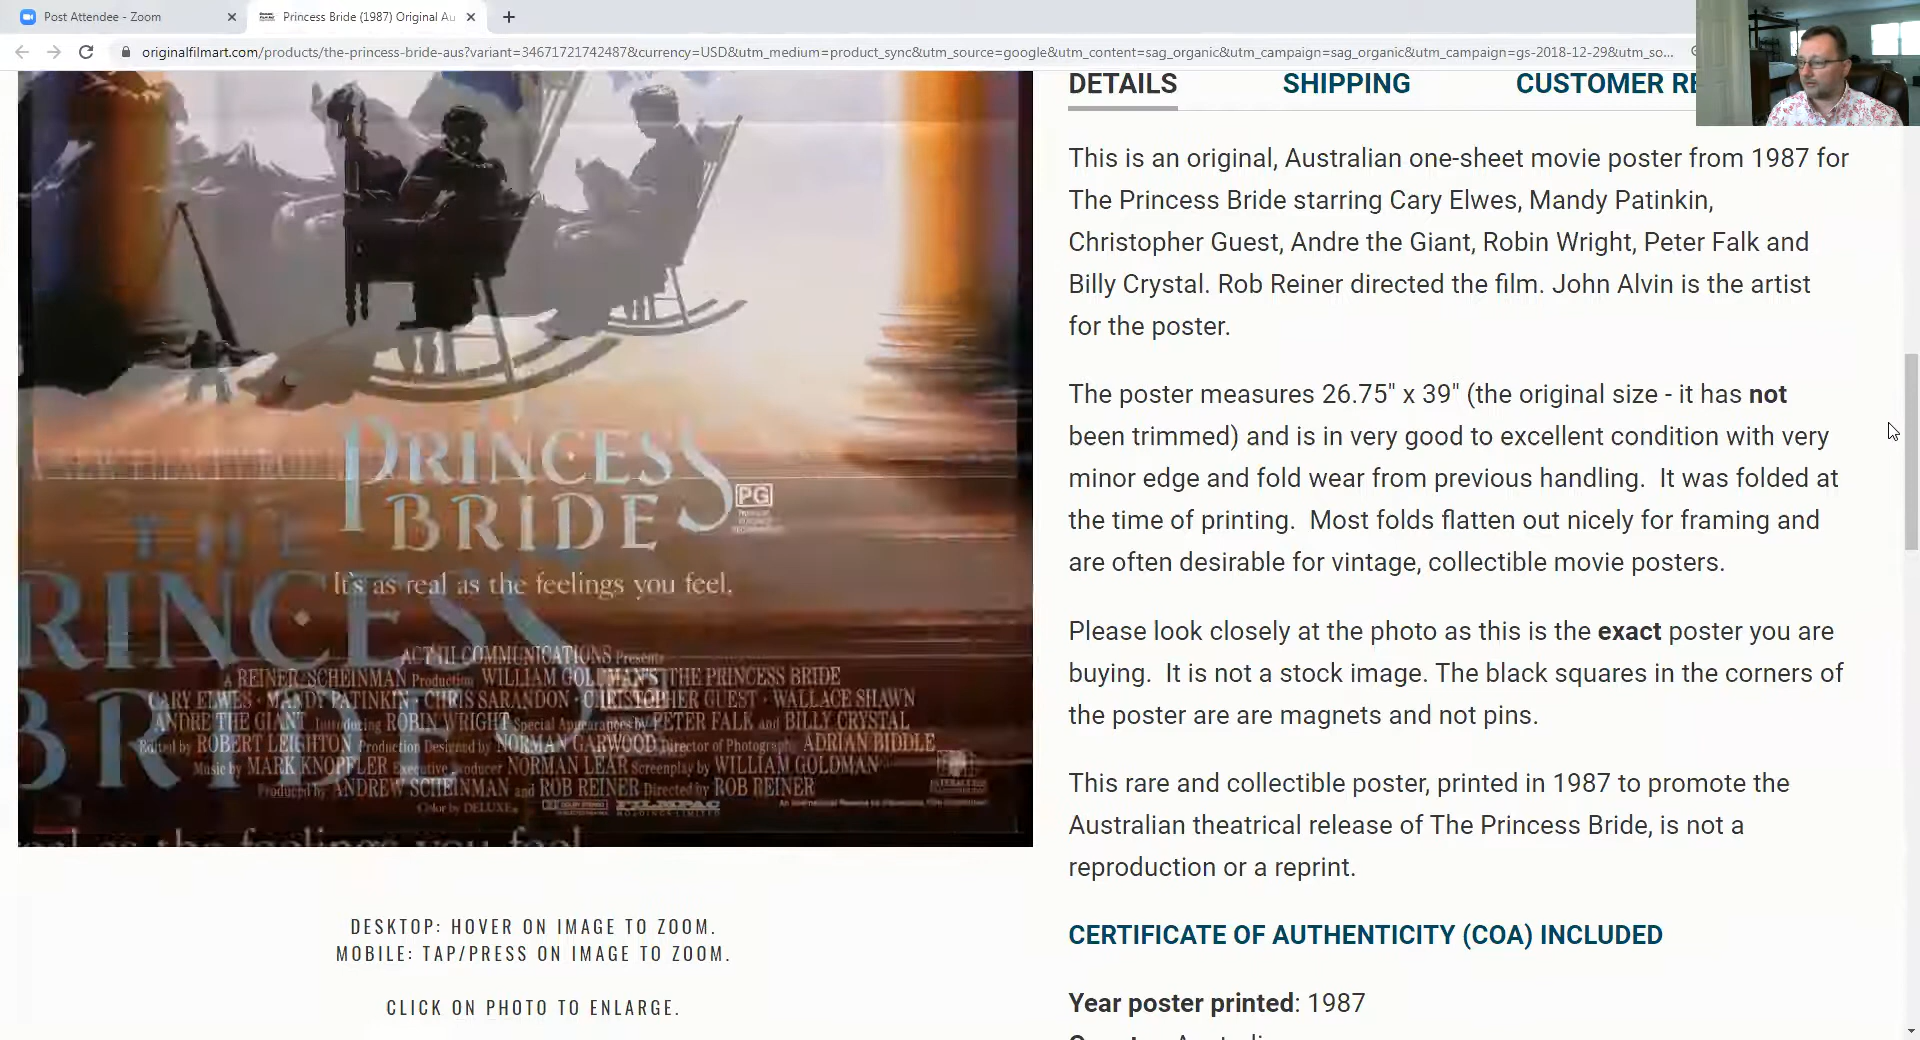 Post Attendee - Zoom
Princess Bride (1987) Original Au
originalfilmart.com/products/the-princess-bride-aus?variant=34671721742487&currency=USD&utm_medium=product_sync&utm_source=google&utm_content=sag_organic&utm_campaign=sag_organic&utm_campaign=gs-2018-12-29&utm_so...
DETAILS
SHIPPING
CUSTOMER RE
This is an original, Australian one-sheet movie poster from 1987 for
The Princess Bride starring Cary Elwes, Mandy Patinkin,
Christopher Guest, Andre the Giant, Robin Wright, Peter Falk and
Billy Crystal. Rob Reiner directed the film. John Alvin is the artist
for the poster.
The poster measures 26.75" x 39" (the original size - it has not
been trimmed) and is in very good to excellent condition with very
minor edge and fold wear from previous handling.  It was folded at
the time of printing.  Most folds flatten out nicely for framing and
are often desirable for vintage, collectible movie posters.
Please look closely at the photo as this is the exact poster you are
buying.  It is not a stock image. The black squares in the corners of
the poster are are magnets and not pins.
This rare and collectible poster, printed in 1987 to promote the
Australian theatrical release of The Princess Bride, is not a
reproduction or a reprint.
CERTIFICATE OF AUTHENTICITY (COA) INCLUDED
Year poster printed: 1987
PRINCESS
BRIDE
PG
It's as real as the feelings you feel.
THE
RINCESS
BRIDE
ACT III COMMUNICATIONS Presents
A REINER/SCHEINMAN Production WILLIAM GOLDMAN'S THE PRINCESS BRIDE
CARY ELWES · MANDY PATINKIN · CHRIS SARANDON · CHRISTOPHER GUEST · WALLACE SHAWN
ANDRE THE GIANT Introducing ROBIN WRIGHT Special Appearances by PETER FALK and BILLY CRYSTAL
Edited by ROBERT LEIGHTON Production Designed by NORMAN GARWOOD Director of Photography ADRIAN BIDDLE
Music by MARK KNOPFLER Executive Producer NORMAN LEAR Screenplay by WILLIAM GOLDMAN
Produced by ANDREW SCHEINMAN and ROB REINER Directed by ROB REINER
Color by DELUXE
FILMPAC
HOLDINGS LIMITED
real as the feelings you feel
DESKTOP: HOVER ON IMAGE TO ZOOM.
MOBILE: TAP/PRESS ON IMAGE TO ZOOM.
CLICK ON PHOTO TO ENLARGE.